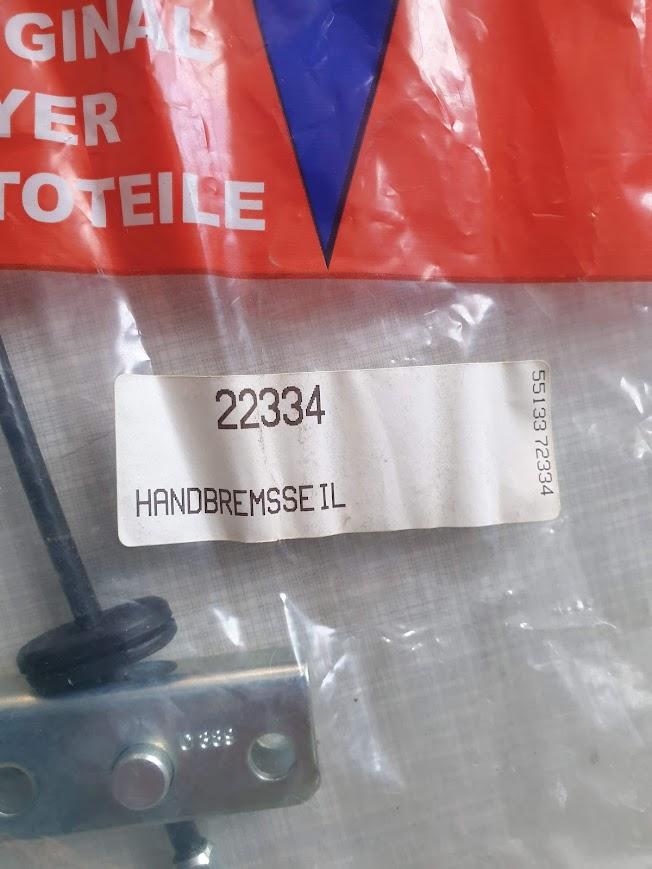 GINAL
YER
TOTEILE
22334
HANDBREMSSEIL
55133 72334